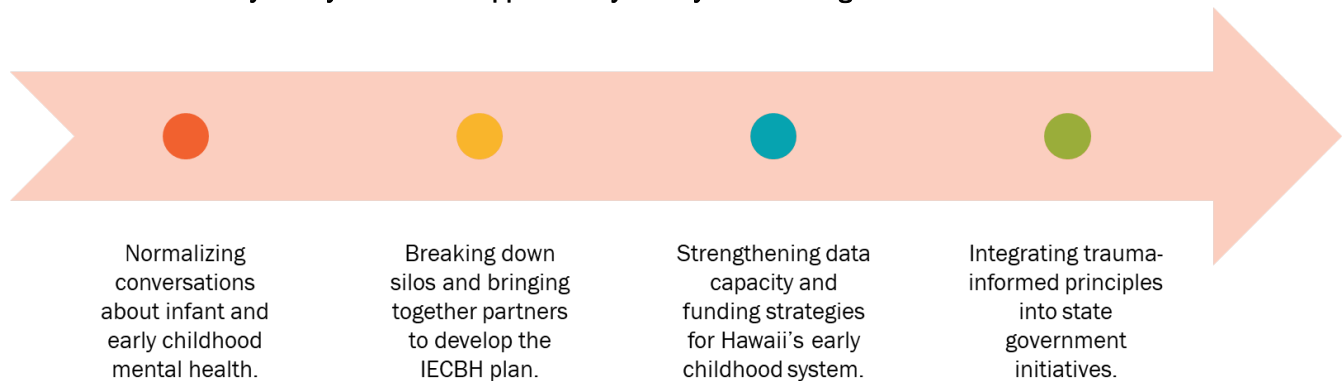 Normalizing
conversations
about infant and
early childhood
mental health.
Breaking down
silos and bringing
together partners
to develop the
IECBH plan.
Strengthening data
capacity and
funding strategies
for Hawaii's early
childhood system.
Integrating trauma-
informed principles
into state
government
initiatives.